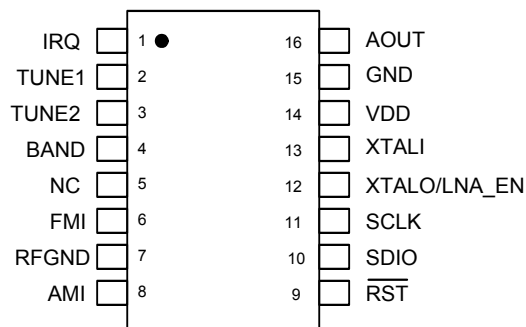 IRQ 1 16 AOUT
TUNE1 2 15 GND
TUNE2 3 14 VDD
BAND 4 13 XTALI
NC 5 12 XTALO/LNA_EN
FMI 6 11 SCLK
RFGND 7 10 SDIO
AMI 8 9 R̅S̅T̅